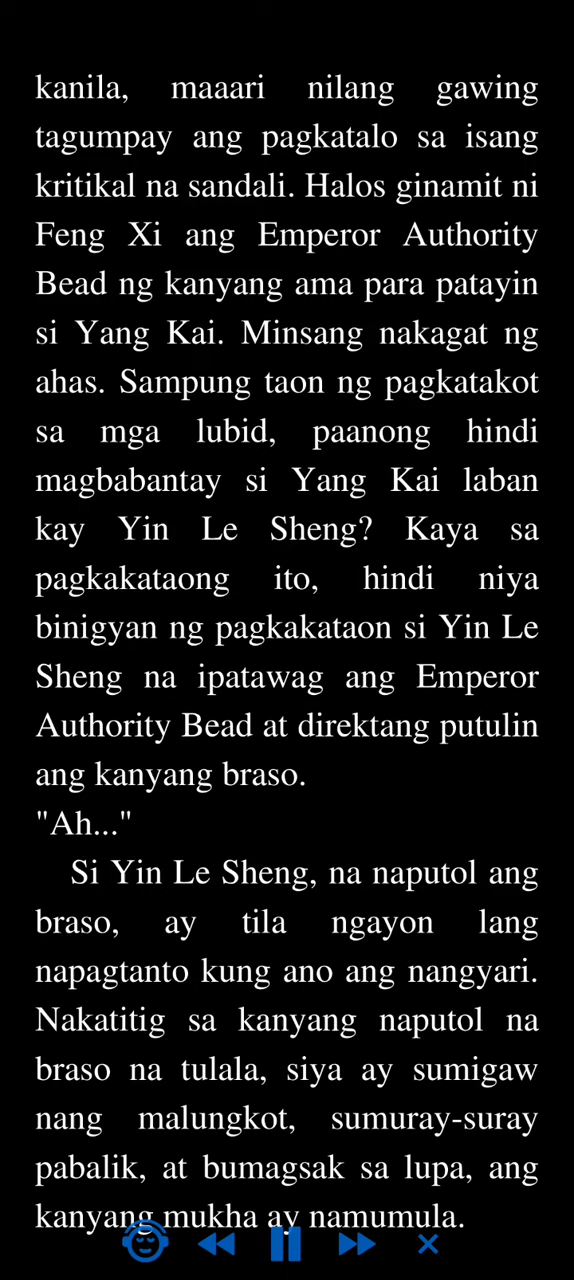 kanila, maaari nilang gawing
tagumpay ang pagkatalo sa isang
kritikal na sandali. Halos ginamit ni
Feng Xi ang Emperor Authority
Bead ng kanyang ama para patayin
si Yang Kai. Minsang nakagat ng
ahas. Sampung taon ng pagkatakot
sa mga lubid, paanong hindi
magbabantay si Yang Kai laban
kay Yin Le Sheng? Kaya sa
pagkakataong ito, hindi niya
binigyan ng pagkakataon si Yin Le
Sheng na ipatawag ang Emperor
Authority Bead at direktang putulin
ang kanyang braso.
"Ah..."
Si Yin Le Sheng, na naputol ang
braso, ay tila ngayon lang
napagtanto kung ano ang nangyari.
Nakatitig sa kanyang naputol na
braso na tulala, siya ay sumigaw
nang malungkot, sumuray-suray
pabalik, at bumagsak sa lupa, ang
kanyang mukha ay namumula.